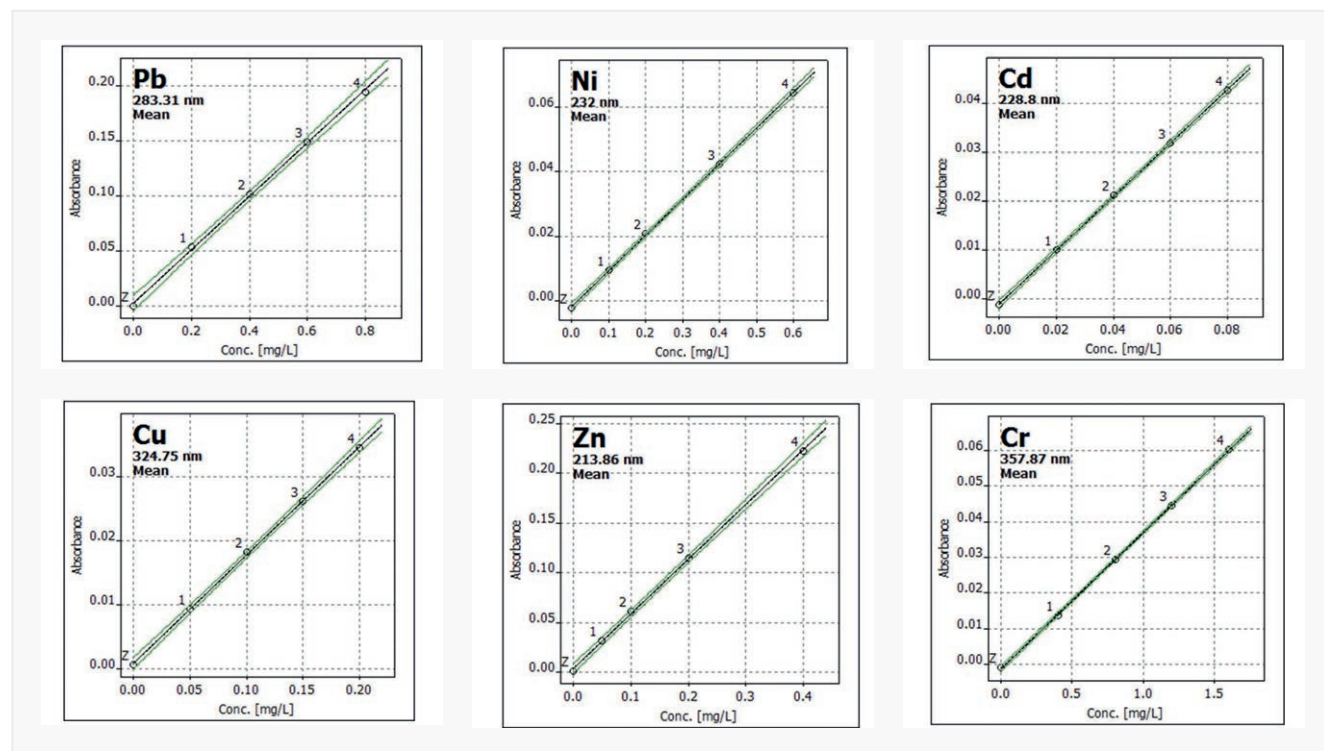 Pb
283.31 nm
Mean
0.20
0.15
0.10
0.05
0.00
Absorbance
Z
1
2
3
4
0.0 0.2 0.4 0.6 0.8
Conc. [mg/L]
Ni
232 nm
Mean
0.06
0.04
0.02
0.00
Absorbance
Z
1
2
3
4
0.0 0.1 0.2 0.3 0.4 0.5 0.6
Conc. [mg/L]
Cd
228.8 nm
Mean
0.04
0.03
0.02
0.01
0.00
Absorbance
Z
1
2
3
4
0.00 0.02 0.04 0.06 0.08
Conc. [mg/L]
Cu
324.75 nm
Mean
0.03
0.02
0.01
0.00
Absorbance
Z
1
2
3
4
0.00 0.05 0.10 0.15 0.20
Conc. [mg/L]
Zn
213.86 nm
Mean
0.25
0.20
0.15
0.10
0.05
0.00
Absorbance
Z
1
2
3
4
0.0 0.1 0.2 0.3 0.4
Conc. [mg/L]
Cr
357.87 nm
Mean
0.06
0.05
0.04
0.03
0.02
0.01
0.00
Absorbance
Z
1
2
3
4
0.0 0.5 1.0 1.5
Conc. [mg/L]